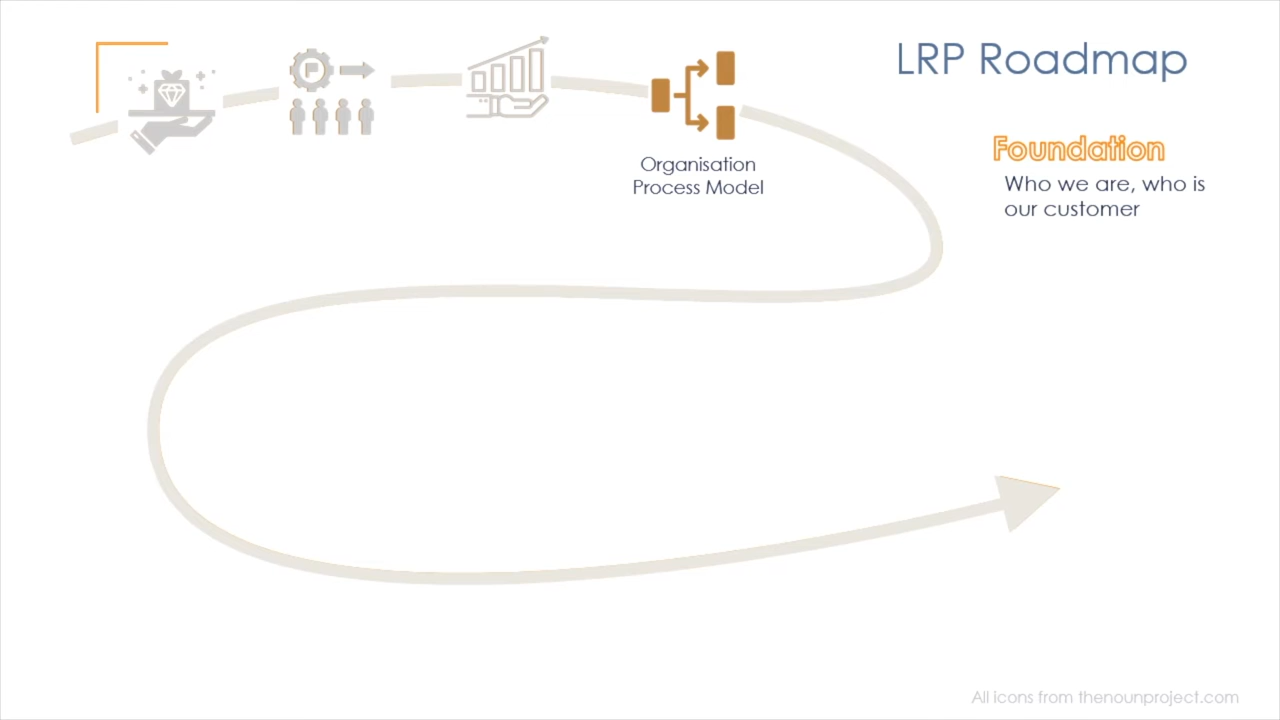 LRP Roadmap
Foundation
Who we are, who is
our customer
Organisation
Process Model
All icons from thenounproject.com